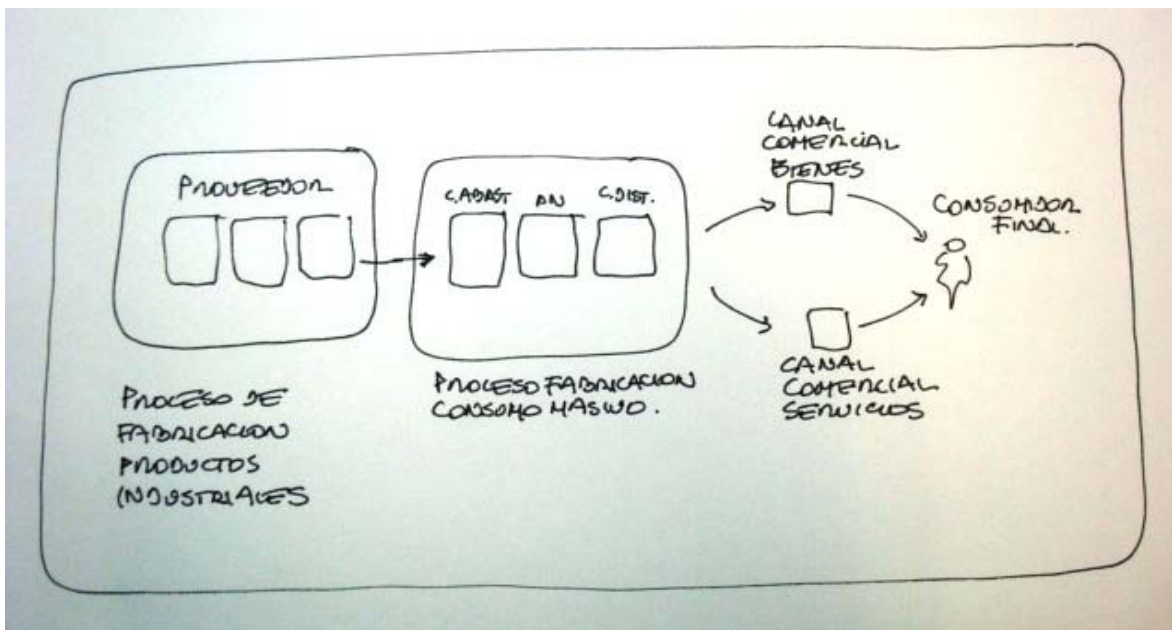 PROVEEDOR
PROCESO DE
FABRICACION
PRODUCTOS
INDUSTRIALES
C.ABAST
C.DIST.
PROCESO FABRICACION
CONSUMO MASIVO.
CANAL
COMERCIAL
BIENES
CANAL
COMERCIAL
SERVICIOS
CONSUMIDOR
FINAL.